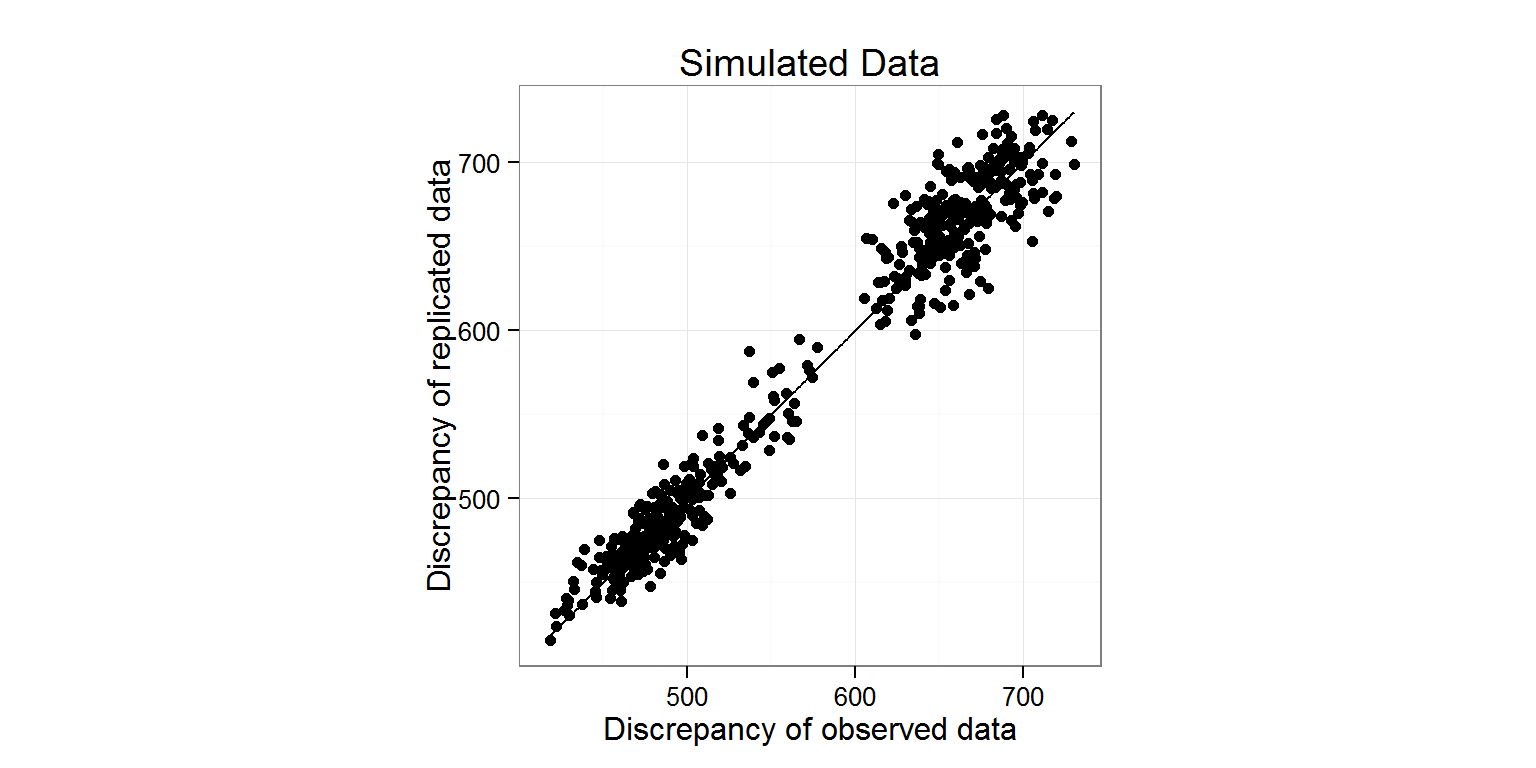 Simulated Data
Discrepancy of replicated data
700
600
500
500 600 700
Discrepancy of observed data